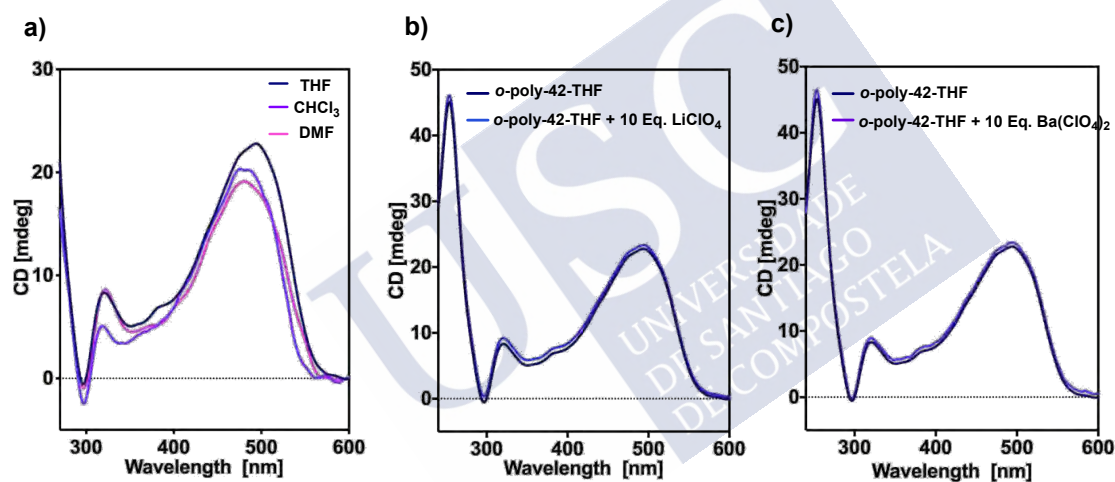 a)
30
20
10
0
300
400
500
600
CD [mdeg]
Wavelength [nm]
THF
CHCl₃
DMF
b)
50
40
30
20
10
0
300
400
500
600
CD [mdeg]
Wavelength [nm]
o-poly-42-THF
o-poly-42-THF + 10 Eq. LiClO₄
c)
50
40
30
20
10
0
300
400
500
600
CD [mdeg]
Wavelength [nm]
o-poly-42-THF
o-poly-42-THF + 10 Eq. Ba(ClO₄)₂
USC
UNIVERSIDADE
DE SANTIAGO
DE COMPOSTELA